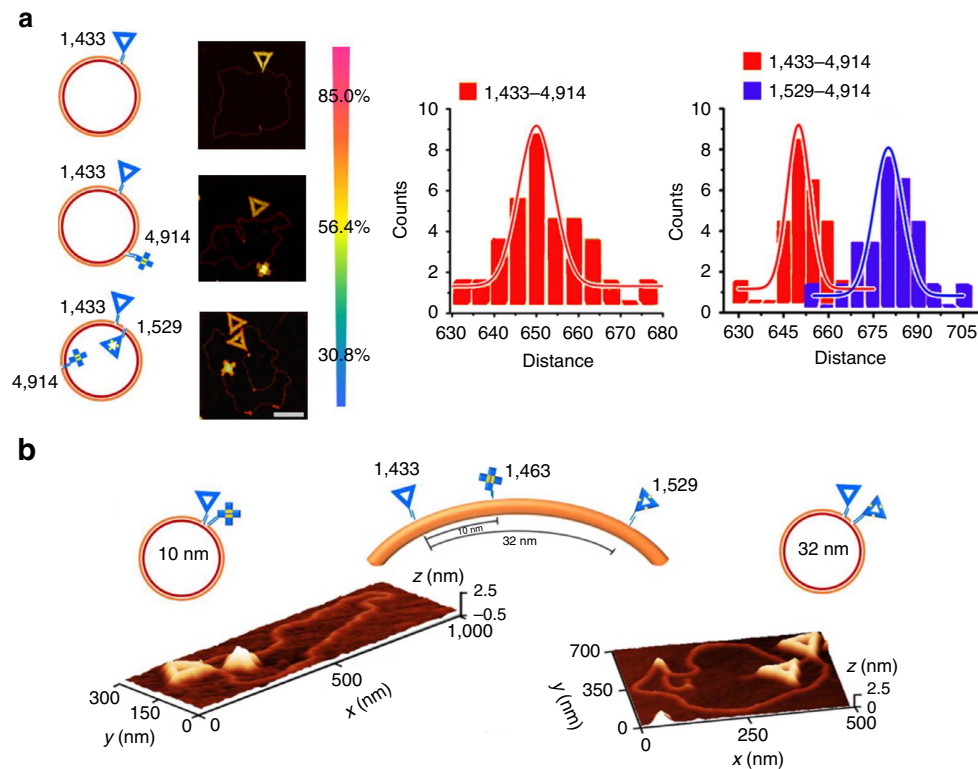 a
1,433
1,433
4,914
1,433
1,529
4,914
85.0%
56.4%
30.8%
1,433–4,914
10
8
6
4
2
0
Counts
630 640 650 660 670 680
Distance
1,433–4,914
1,529–4,914
10
8
6
4
2
0
Counts
630 645 660 675 690 705
Distance
b
10 nm
1,433
1,463
1,529
10 nm
32 nm
32 nm
z (nm)
2.5
–0.5
1,000
500
0
x (nm)
300
150
0
y (nm)
700
350
0
y (nm)
z (nm)
2.5
0
500
250
0
x (nm)